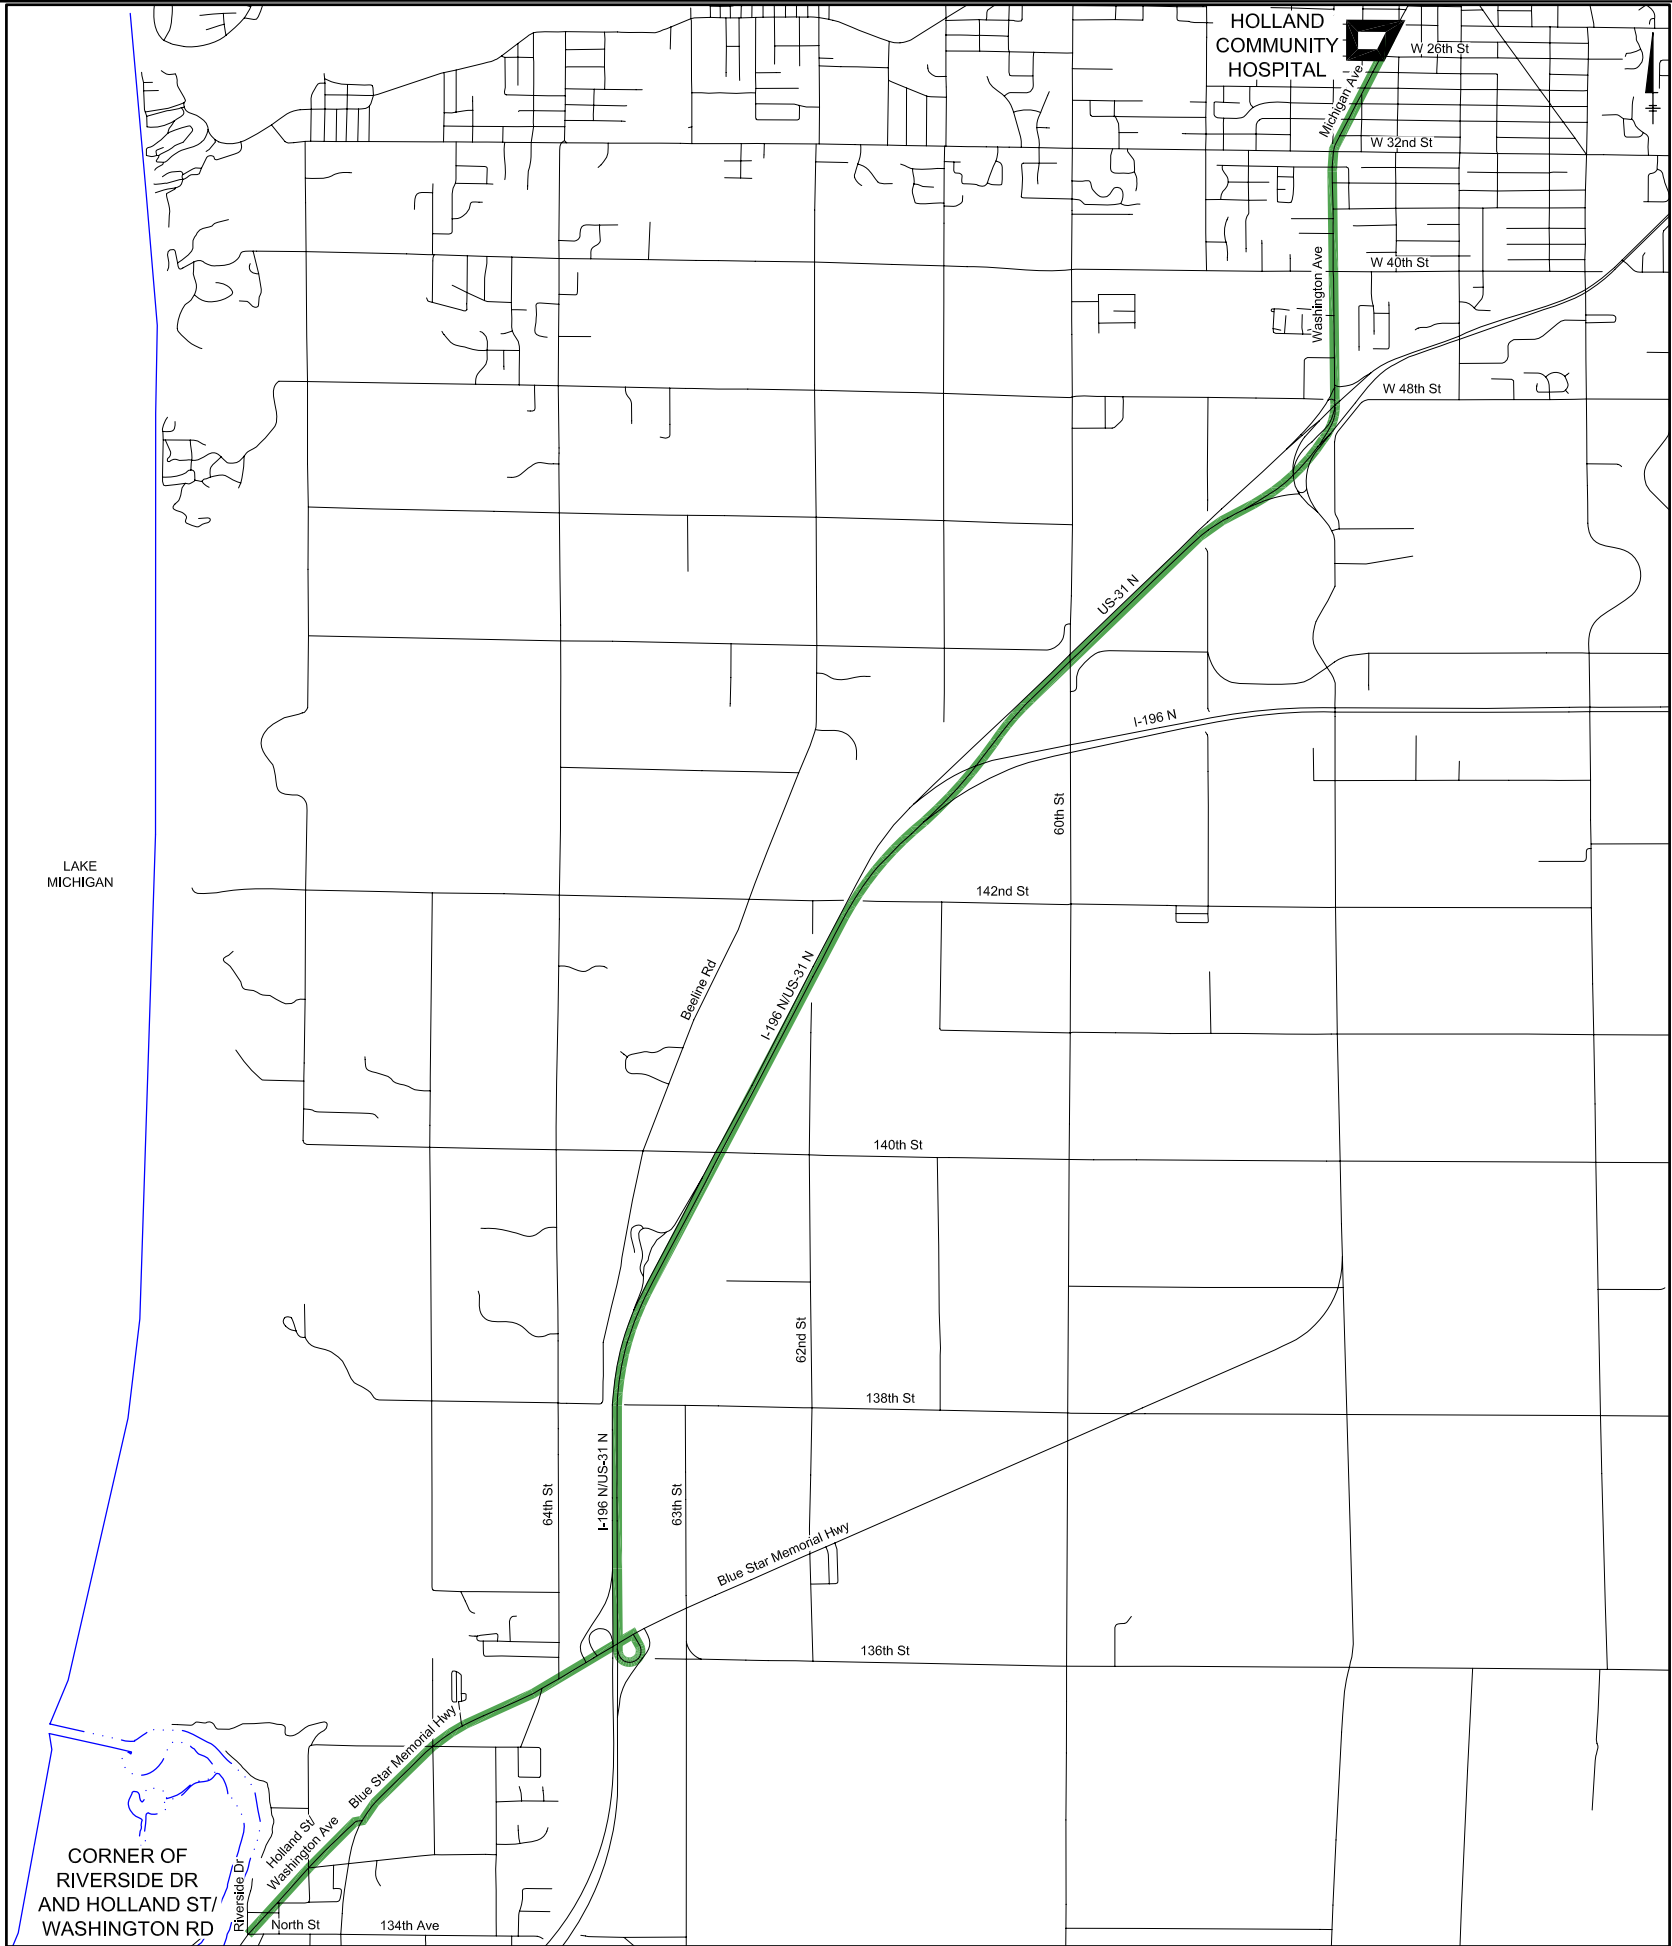 HOLLAND
COMMUNITY
HOSPITAL
W 26th St
Michigan Ave
W 32nd St
W 40th St
Washington Ave
W 48th St
US-31 N
I-196 N
60th St
LAKE
MICHIGAN
142nd St
Beeline Rd
I-196 N/US-31 N
140th St
62nd St
138th St
64th St
I-196 N/US-31 N
63th St
Blue Star Memorial Hwy
136th St
Blue Star Memorial Hwy
Holland St/
Washington Ave
CORNER OF
RIVERSIDE DR
AND HOLLAND ST/
WASHINGTON RD
Riverside Dr
North St
134th Ave